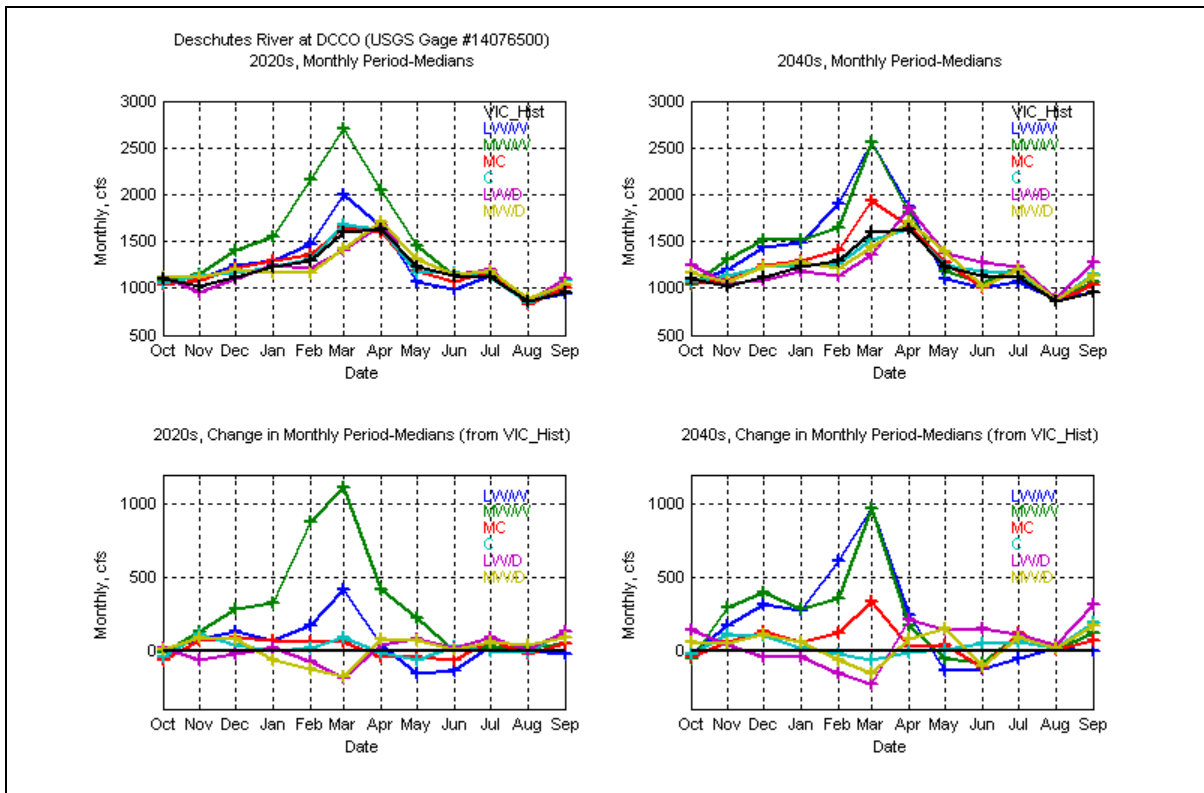 Deschutes River at DCCO (USGS Gage #14076500)
2020s, Monthly Period-Medians
3000
2500
2000
1500
1000
500
Monthly, cfs
VIC_Hist
LW/W
MW/W
MC
C
LW/D
MW/D
Oct Nov Dec Jan Feb Mar Apr May Jun Jul Aug Sep
Date
2040s, Monthly Period-Medians
3000
2500
2000
1500
1000
500
Monthly, cfs
VIC_Hist
LW/W
MW/W
MC
C
LW/D
MW/D
Oct Nov Dec Jan Feb Mar Apr May Jun Jul Aug Sep
Date
2020s, Change in Monthly Period-Medians (from VIC_Hist)
1000
500
0
Monthly, cfs
LW/W
MW/W
MC
C
LW/D
MW/D
Oct Nov Dec Jan Feb Mar Apr May Jun Jul Aug Sep
Date
2040s, Change in Monthly Period-Medians (from VIC_Hist)
1000
500
0
Monthly, cfs
LW/W
MW/W
MC
C
LW/D
MW/D
Oct Nov Dec Jan Feb Mar Apr May Jun Jul Aug Sep
Date